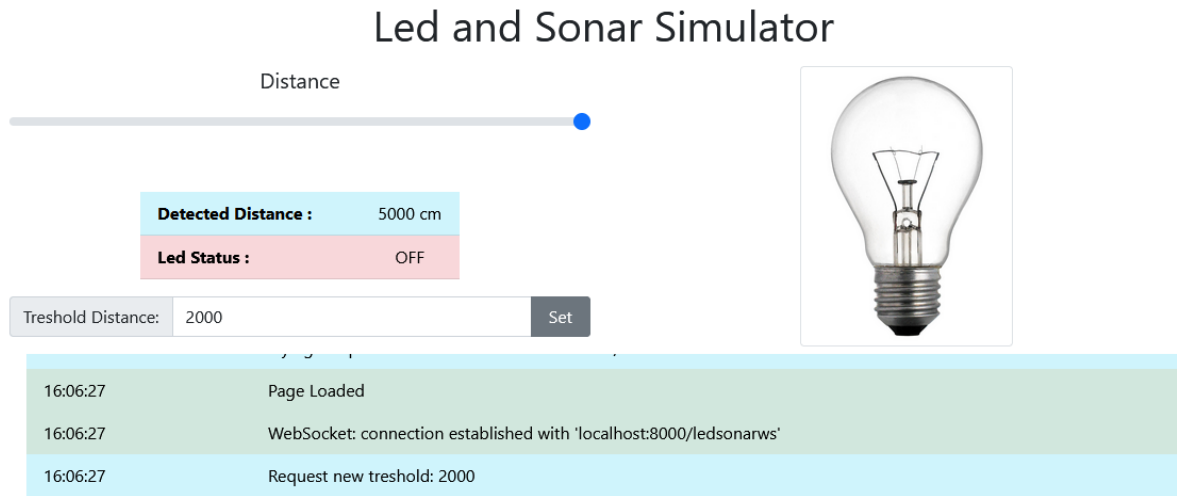 Led and Sonar Simulator
Distance
Detected Distance : 5000 cm
Led Status : OFF
Treshold Distance: 2000 Set
16:06:27 Page Loaded
16:06:27 WebSocket: connection established with 'localhost:8000/ledsonarws'
16:06:27 Request new treshold: 2000